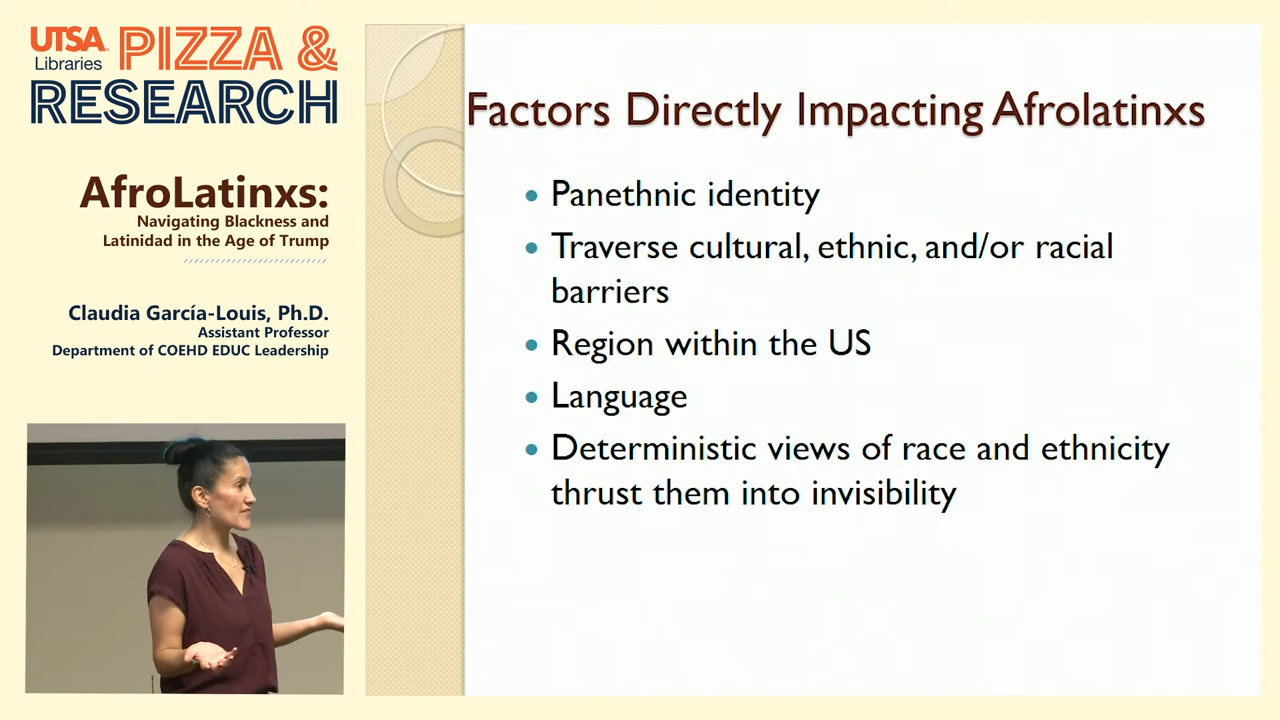 UTSA
Libraries
PIZZA &
RESEARCH
AfroLatinxs:
Navigating Blackness and
Latinidad in the Age of Trump
Claudia García-Louis, Ph.D.
Assistant Professor
Department of COEHD EDUC Leadership
Factors Directly Impacting Afrolatinxs
• Panethnic identity
• Traverse cultural, ethnic, and/or racial
barriers
• Region within the US
• Language
• Deterministic views of race and ethnicity
thrust them into invisibility